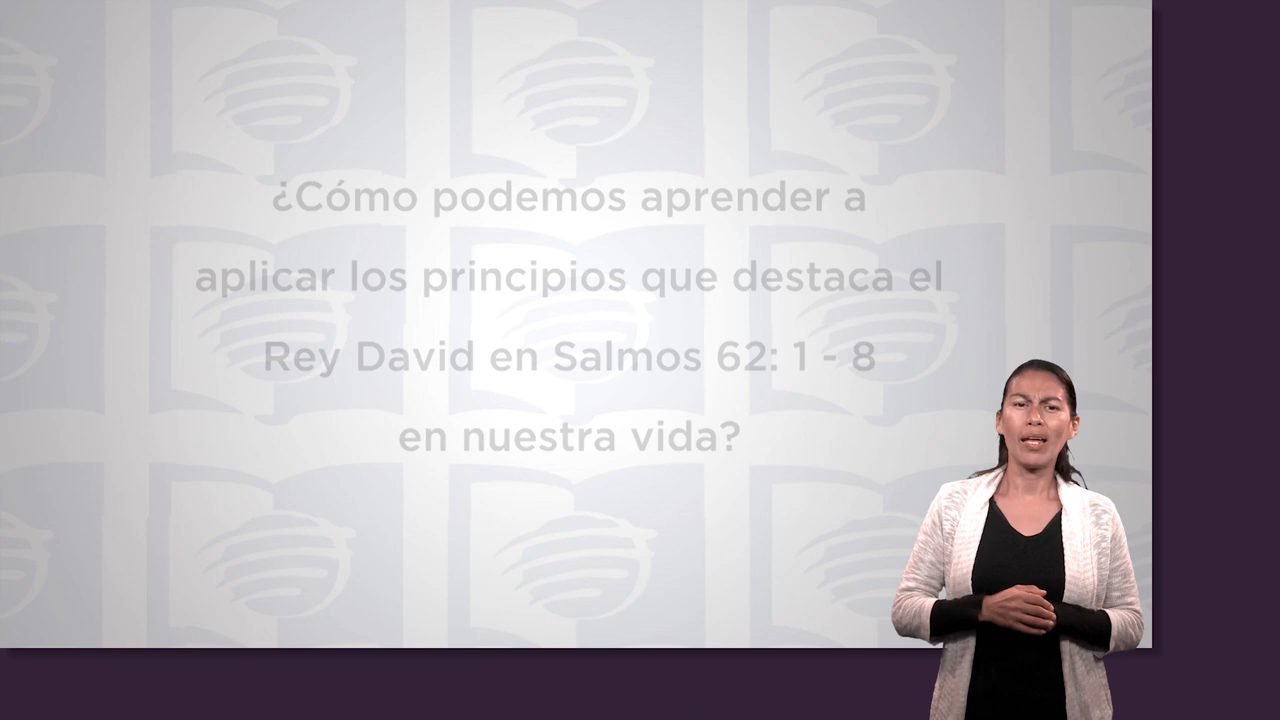 ¿Cómo podemos aprender a
aplicar los principios que destaca el
Rey David en Salmos 62: 1 - 8
en nuestra vida?